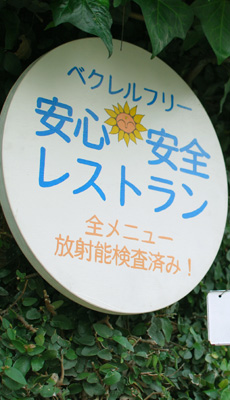 ベクレルフリー
安心 安全
レストラン
全メニュー
放射能検査済み！